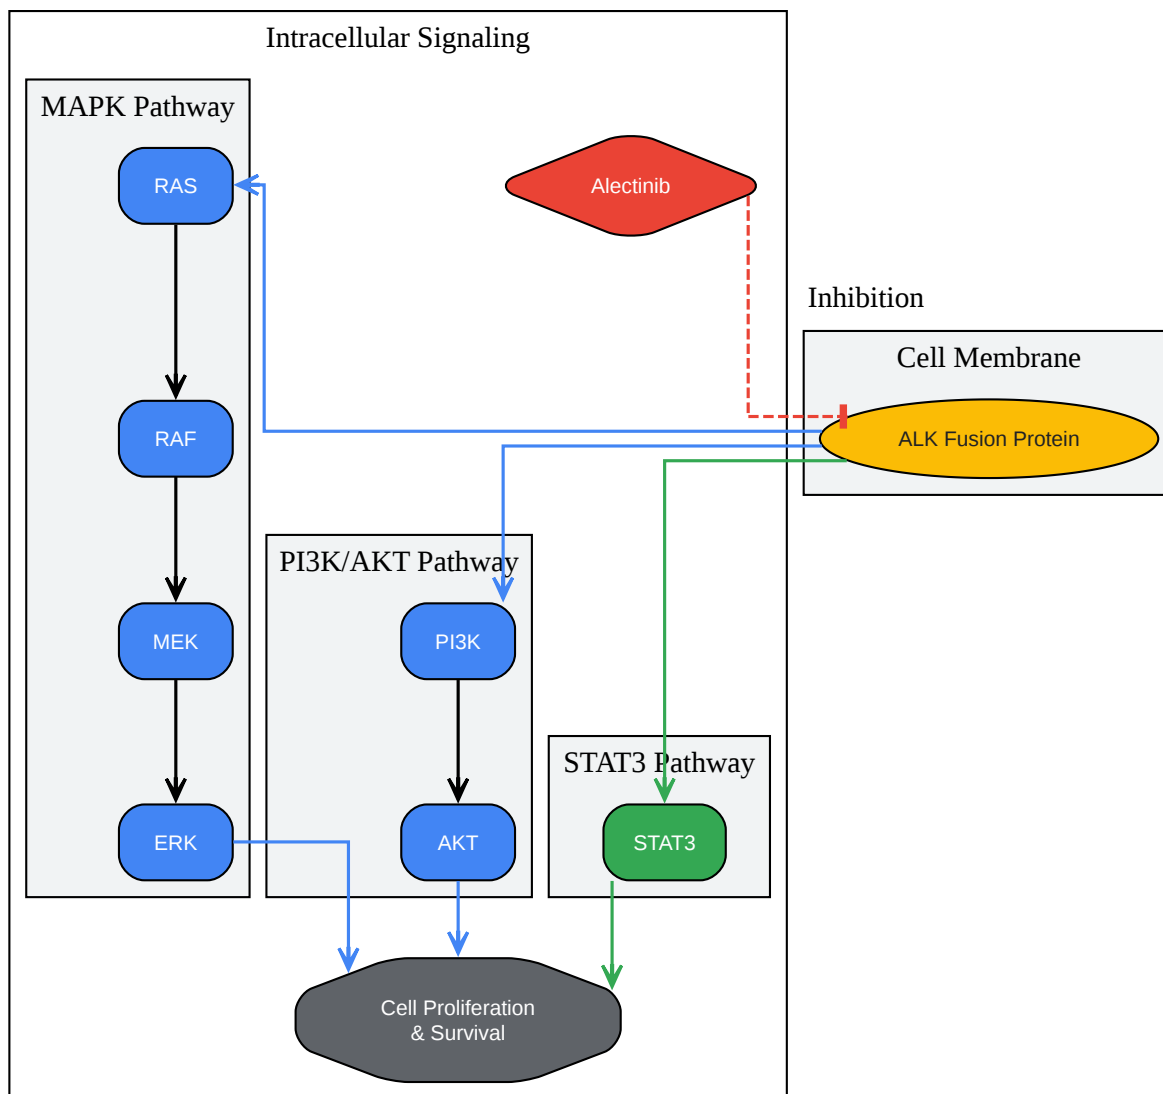 Intracellular Signaling
MAPK Pathway
RAS
Alectinib
Inhibition
Cell Membrane
RAF
ALK Fusion Protein
PI3K/AKT Pathway
MEK
PI3K
STAT3 Pathway
ERK
AKT
STAT3
Cell Proliferation
& Survival